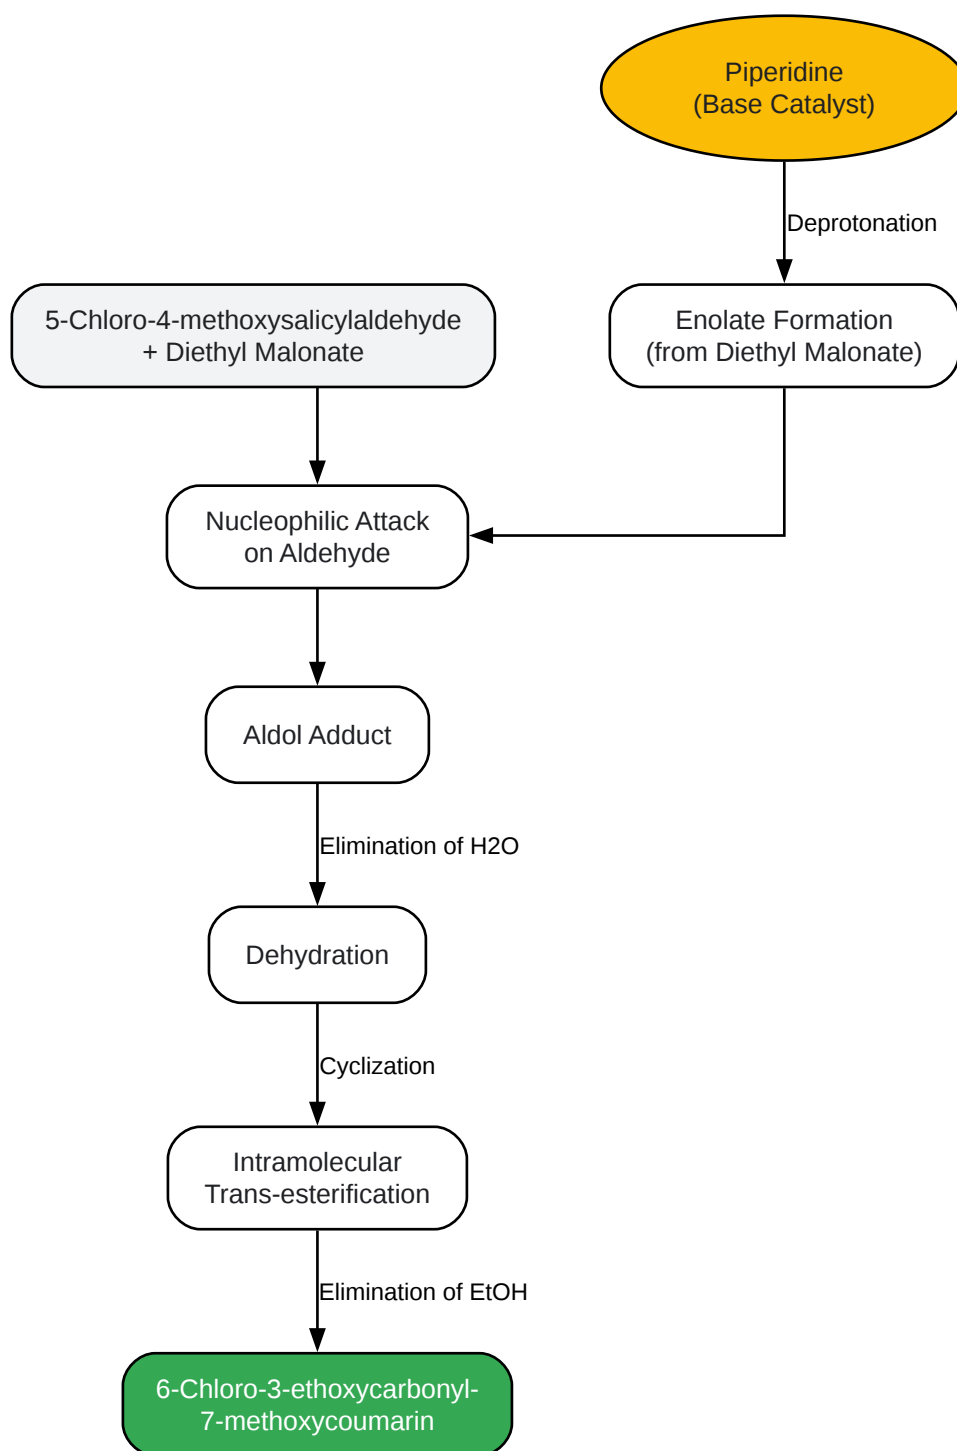 Piperidine
(Base Catalyst)
Deprotonation
5-Chloro-4-methoxysalicylaldehyde
+ Diethyl Malonate
Enolate Formation
(from Diethyl Malonate)
Nucleophilic Attack
on Aldehyde
Aldol Adduct
Elimination of H2O
Dehydration
Cyclization
Intramolecular
Trans-esterification
Elimination of EtOH
6-Chloro-3-ethoxycarbonyl-
7-methoxycoumarin